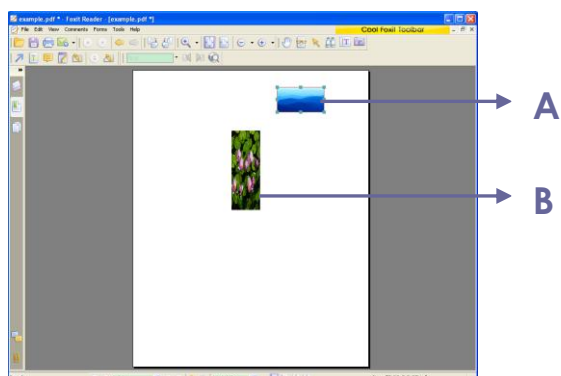 example.pdf * - Foxit Reader - [example.pdf *]
File Edit View Comments Forms Tools Help
Cool Foxit Toolbar
A
B